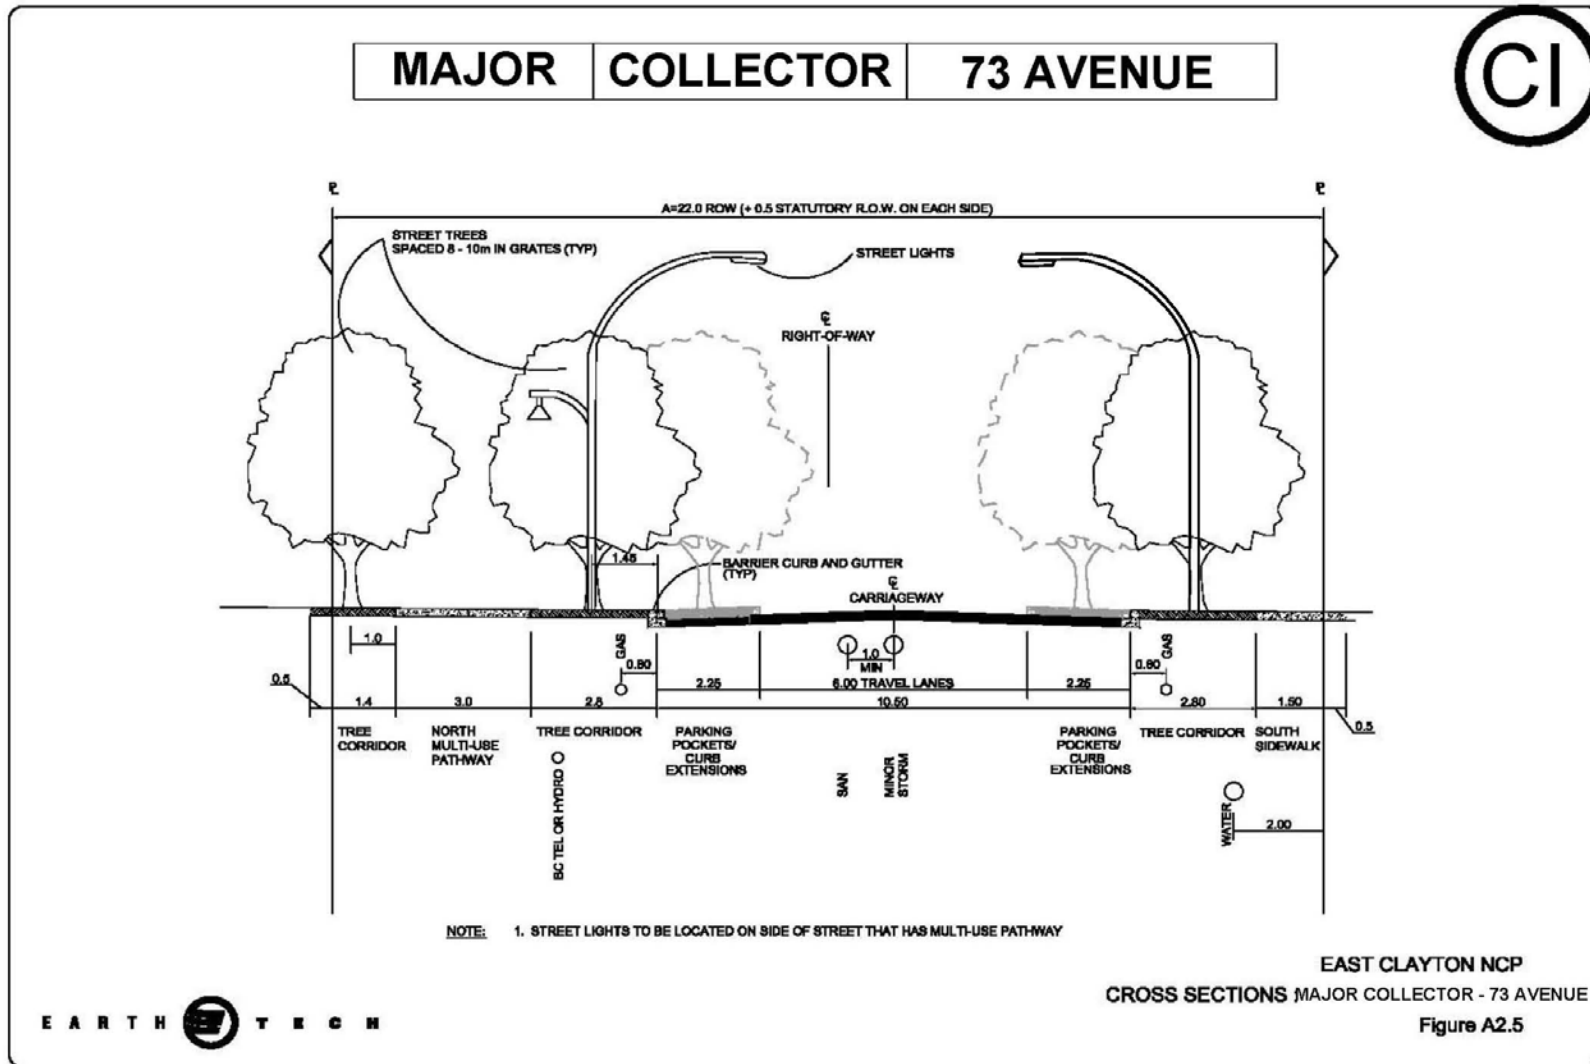 MAJOR COLLECTOR 73 AVENUE
CI
A=22.0 ROW (+ 0.5 STATUTORY R.O.W. ON EACH SIDE)
STREET TREES
SPACED 8 - 10m IN GRATES (TYP)
STREET LIGHTS
RIGHT-OF-WAY
1.45
BARRIER CURB AND GUTTER
(TYP)
CARRIAGEWAY
1.0
GAS
0.80
1.0
MIN
0.80
GAS
0.5
2.25
6.00 TRAVEL LANES
2.25
1.4
3.0
2.8
10.50
2.80
1.50
0.5
TREE
CORRIDOR
NORTH
MULTI-USE
PATHWAY
TREE CORRIDOR
PARKING
POCKETS/
CURB
EXTENSIONS
PARKING
POCKETS/
CURB
EXTENSIONS
TREE CORRIDOR
SOUTH
SIDEWALK
BC TEL OR HYDRO
SAN
MINOR
STORM
WATER
2.00
NOTE: 1. STREET LIGHTS TO BE LOCATED ON SIDE OF STREET THAT HAS MULTI-USE PATHWAY
EAST CLAYTON NCP
CROSS SECTIONS MAJOR COLLECTOR - 73 AVENUE
Figure A2.5
EARTH TECH